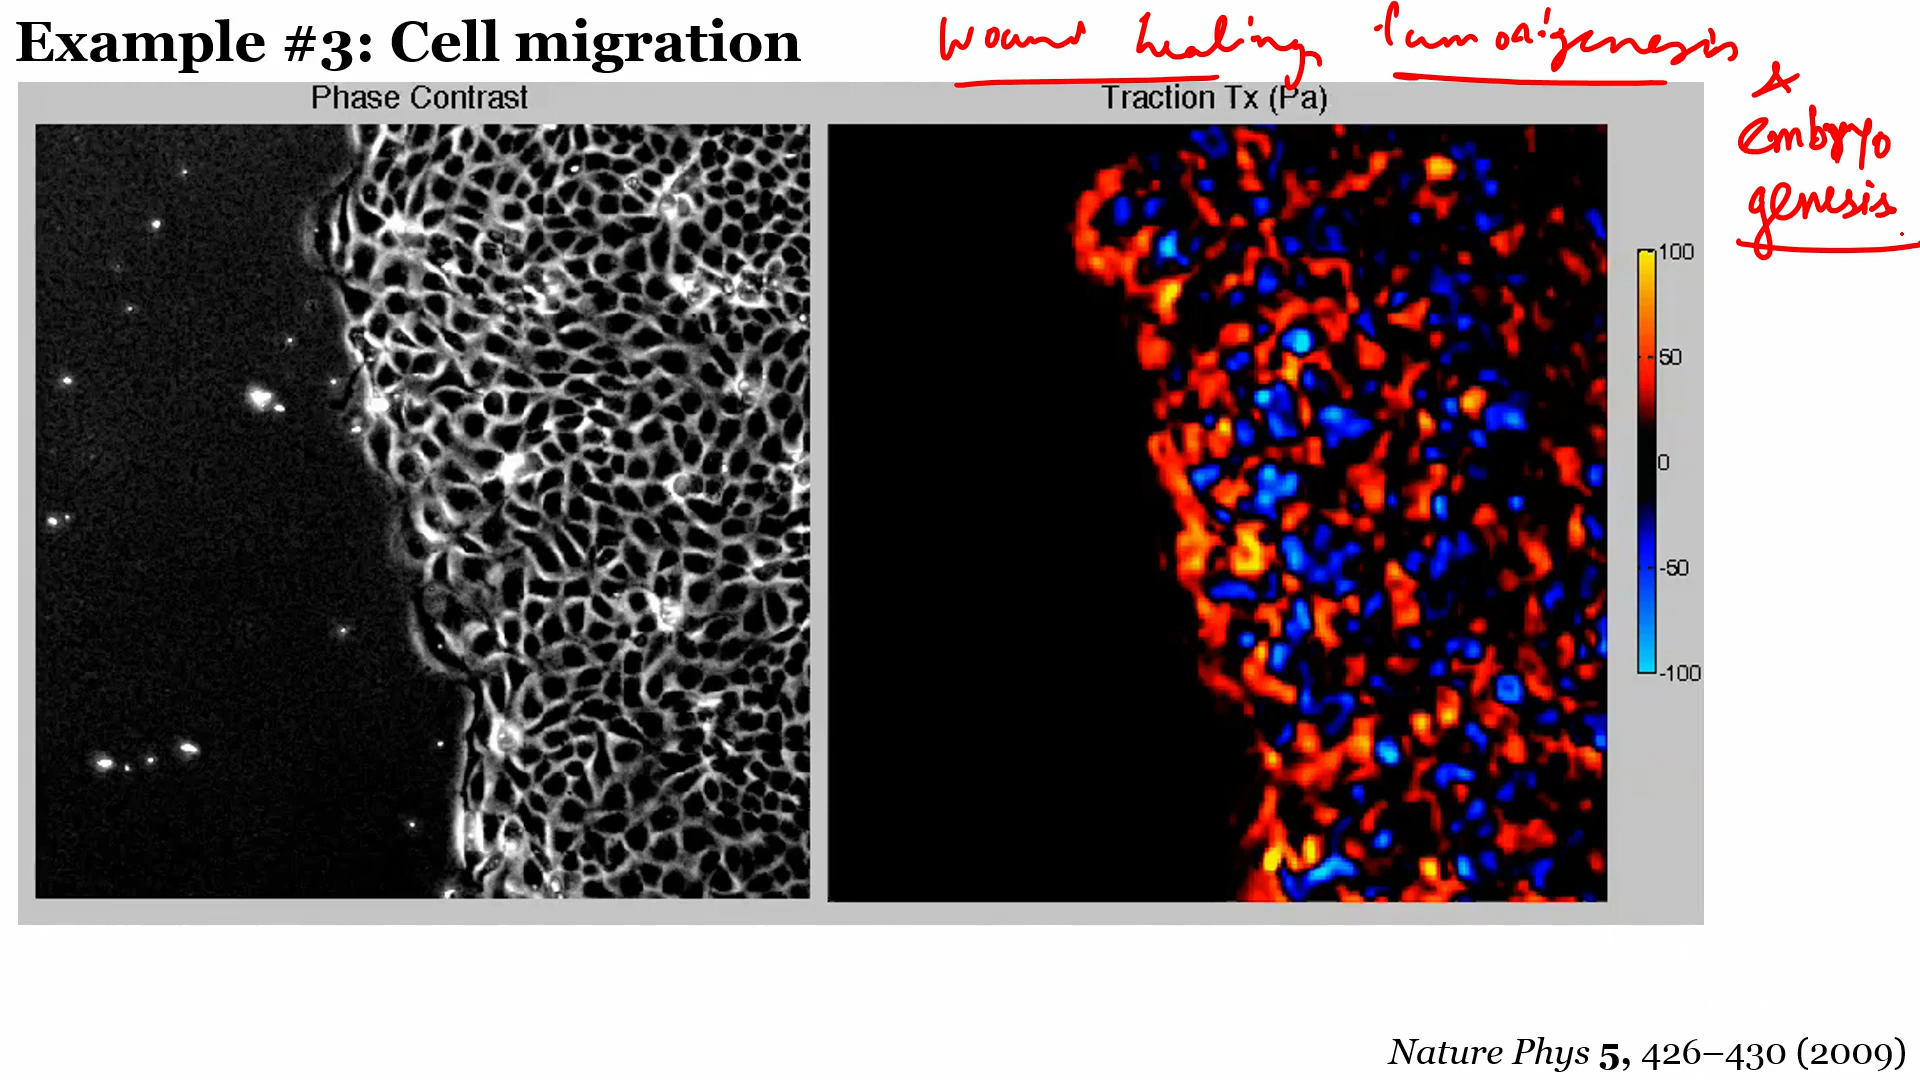 Example #3: Cell migration
wound healing tumorigenesis
&
embryo
genesis
Phase Contrast
Traction Tx (Pa)
100
50
0
-50
-100
Nature Phys 5, 426–430 (2009)